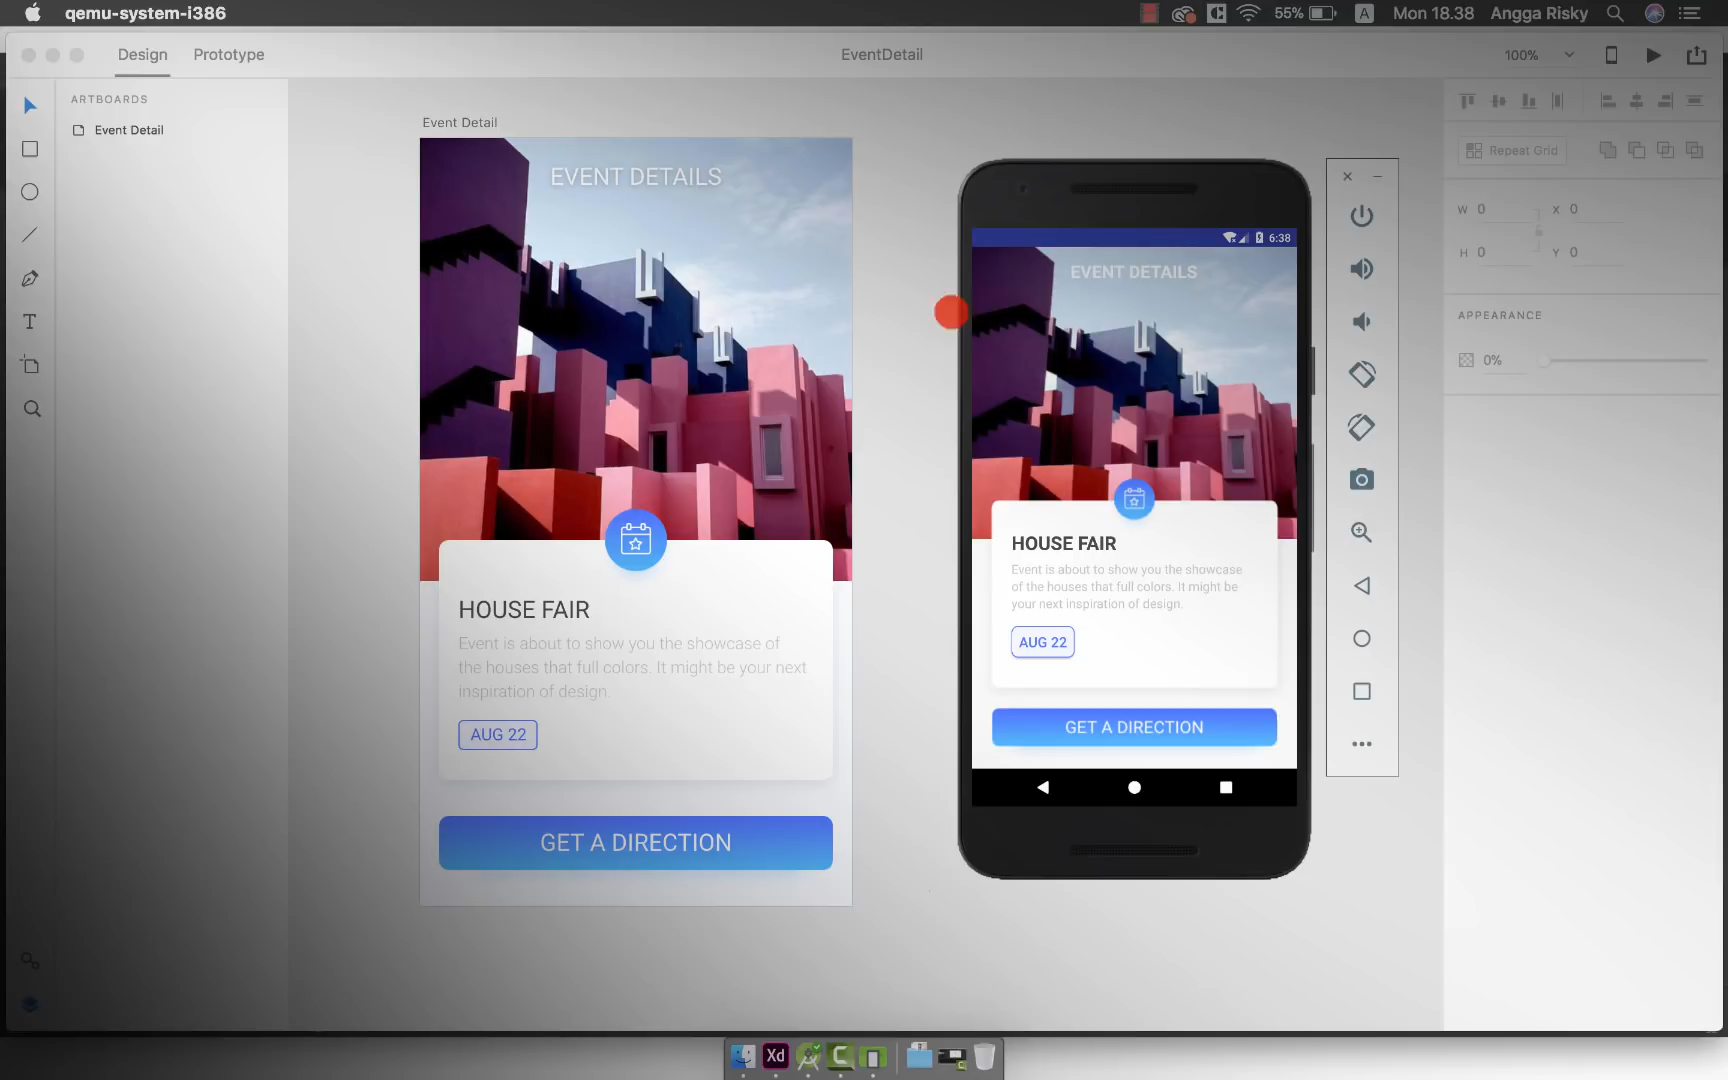 qemu-system-i386
55%
A
Mon 18.38
Angga Risky
Design
Prototype
EventDetail
100%
ARTBOARDS
Event Detail
Event Detail
EVENT DETAILS
HOUSE FAIR
Event is about to show you the showcase of
the houses that full colors. It might be your next
inspiration of design.
AUG 22
GET A DIRECTION
6:38
EVENT DETAILS
HOUSE FAIR
Event is about to show you the showcase
of the houses that full colors. It might be
your next inspiration of design.
AUG 22
GET A DIRECTION
Repeat Grid
W 0
X 0
H 0
Y 0
APPEARANCE
0%
Xd